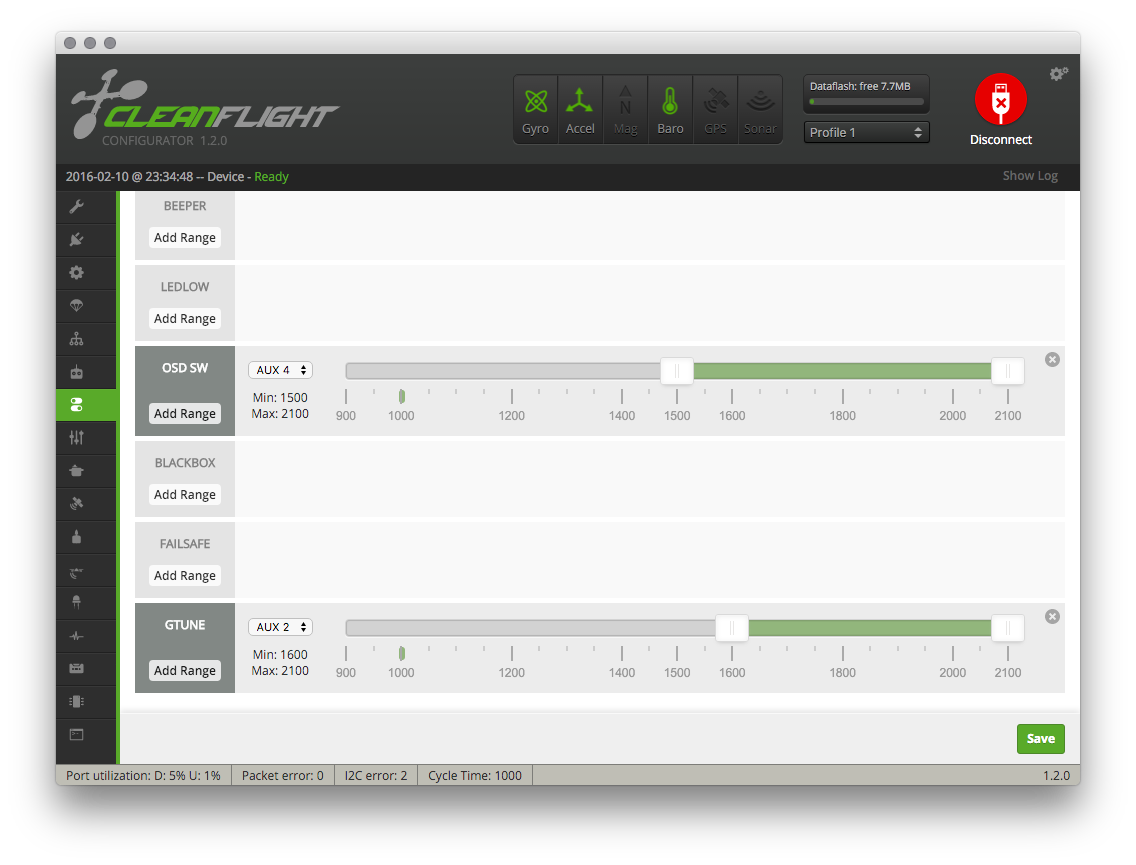 CLEANFLIGHT
CONFIGURATOR 1.2.0
Gyro Accel Mag Baro GPS Sonar
N
Dataflash: free 7.7MB
Profile 1
Disconnect
2016-02-10 @ 23:34:48 -- Device - Ready
Show Log
BEEPER
Add Range
LEDLOW
Add Range
OSD SW
Add Range
AUX 4
Min: 1500
Max: 2100
900 1000 1200 1400 1500 1600 1800 2000 2100
BLACKBOX
Add Range
FAILSAFE
Add Range
GTUNE
Add Range
AUX 2
Min: 1600
Max: 2100
900 1000 1200 1400 1500 1600 1800 2000 2100
Save
Port utilization: D: 5% U: 1% Packet error: 0 I2C error: 2 Cycle Time: 1000 1.2.0